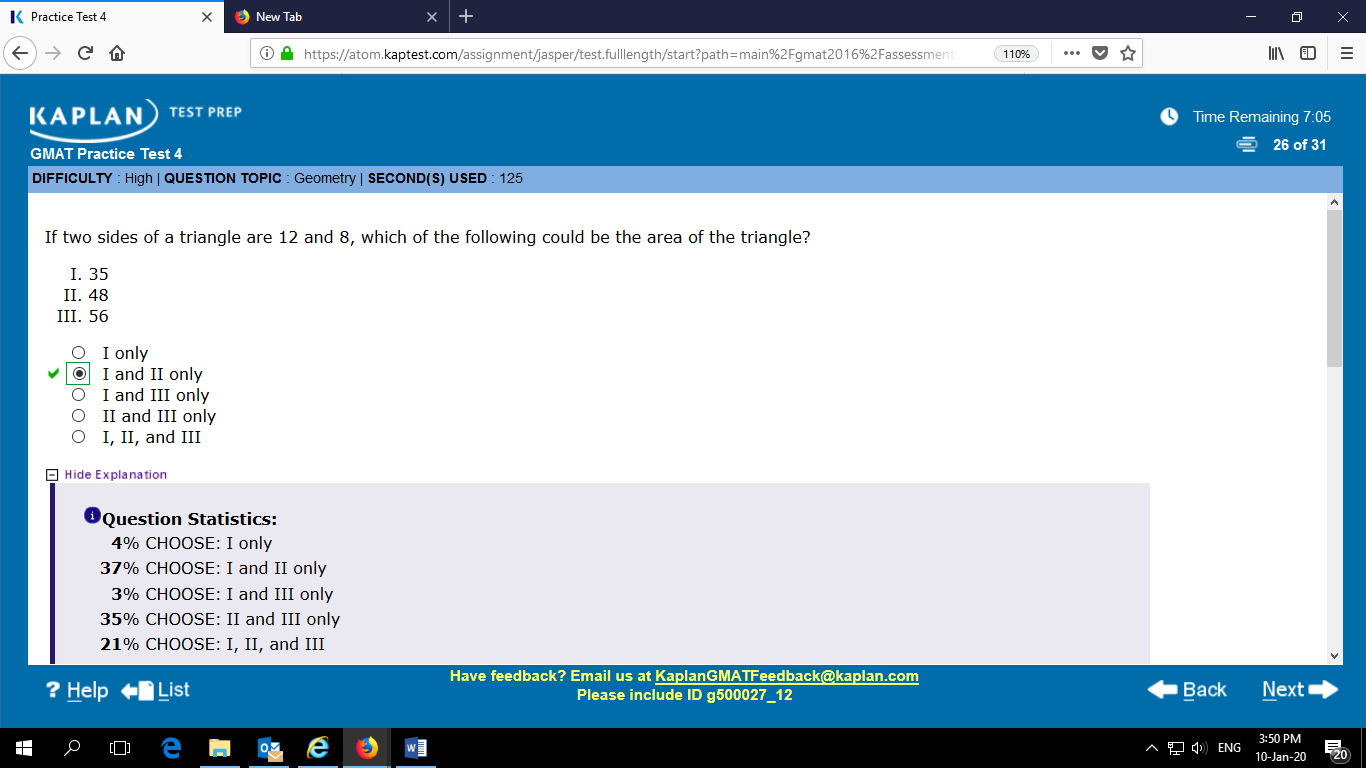 Practice Test 4
New Tab
https://atom.kaptest.com/assignment/jasper/test.fulllength/start?path=main%2Fgmat2016%2Fassessment
110%
KAPLAN TEST PREP
Time Remaining 7:05
GMAT Practice Test 4
26 of 31
DIFFICULTY : High | QUESTION TOPIC : Geometry | SECOND(S) USED : 125
If two sides of a triangle are 12 and 8, which of the following could be the area of the triangle?
I. 35
II. 48
III. 56
I only
I and II only
I and III only
II and III only
I, II, and III
Hide Explanation
Question Statistics:
4% CHOOSE: I only
37% CHOOSE: I and II only
3% CHOOSE: I and III only
35% CHOOSE: II and III only
21% CHOOSE: I, II, and III
Have feedback? Email us at KaplanGMATFeedback@kaplan.com
Please include ID g500027_12
? Help List
Back Next
ENG
3:50 PM
10-Jan-20
20